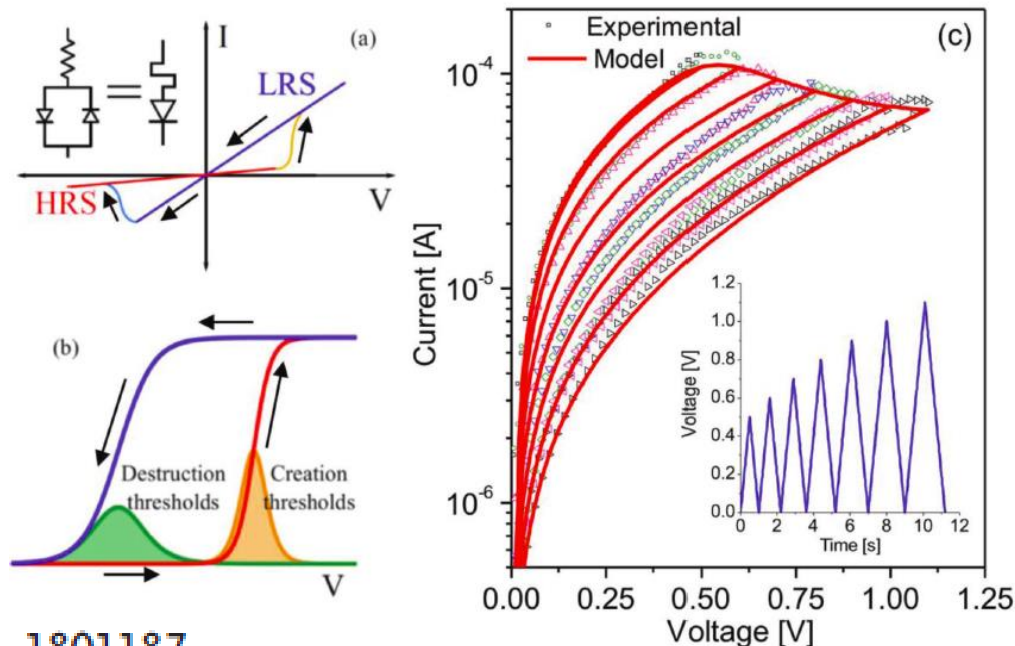 (a)
I
LRS
V
HRS
(b)
Destruction thresholds
Creation thresholds
V
(c)
Experimental
Model
10^-4
10^-5
10^-6
Current [A]
0.00 0.25 0.50 0.75 1.00 1.25
Voltage [V]
1.2
1.0
0.8
0.6
0.4
0.2
0.0
Voltage [V]
0 2 4 6 8 10 12
Time [s]